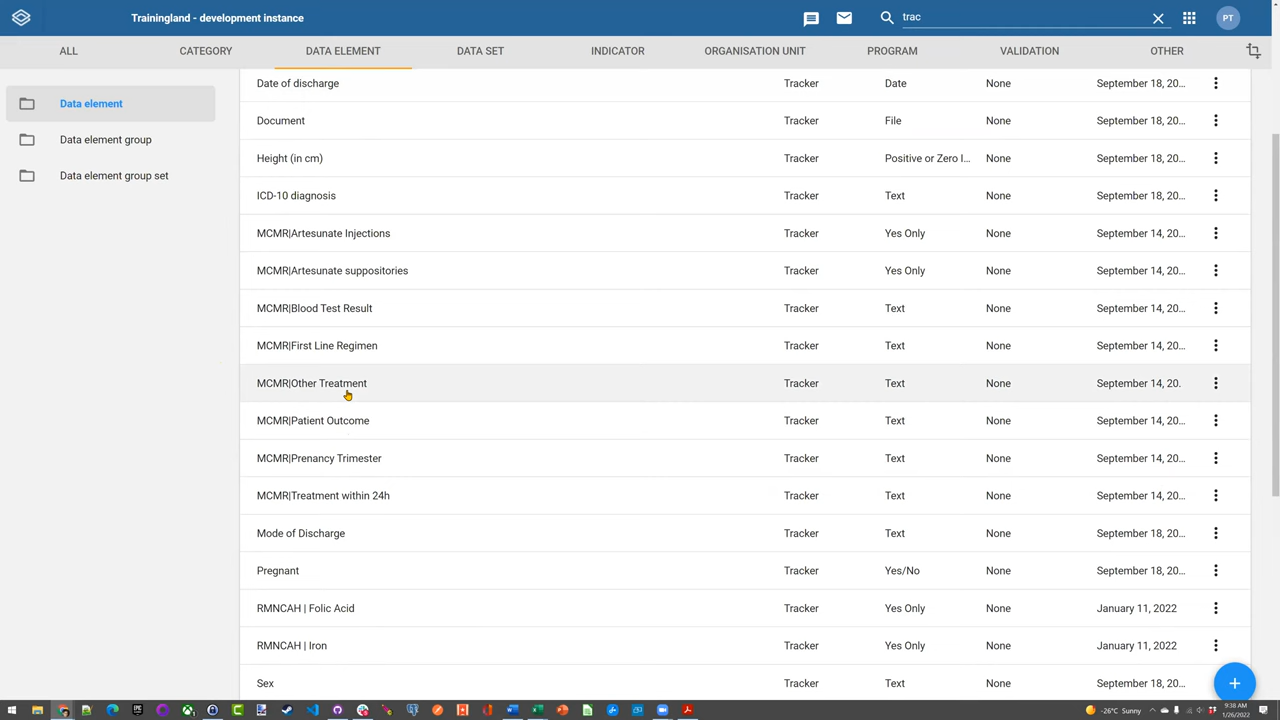 Trainingland - development instance
trac
PT
ALL CATEGORY DATA ELEMENT DATA SET INDICATOR ORGANISATION UNIT PROGRAM VALIDATION OTHER
Data element
Data element group
Data element group set
Date of discharge Tracker Date None September 18, 20...
Document Tracker File None September 18, 20...
Height (in cm) Tracker Positive or Zero I... None September 18, 20...
ICD-10 diagnosis Tracker Text None September 18, 20...
MCMR|Artesunate Injections Tracker Yes Only None September 14, 20...
MCMR|Artesunate suppositories Tracker Yes Only None September 14, 20...
MCMR|Blood Test Result Tracker Text None September 14, 20...
MCMR|First Line Regimen Tracker Text None September 14, 20...
MCMR|Other Treatment Tracker Text None September 14, 20.
MCMR|Patient Outcome Tracker Text None September 14, 20...
MCMR|Prenancy Trimester Tracker Text None September 14, 20...
MCMR|Treatment within 24h Tracker Text None September 14, 20...
Mode of Discharge Tracker Text None September 18, 20...
Pregnant Tracker Yes/No None September 18, 20...
RMNCAH | Folic Acid Tracker Yes Only None January 11, 2022
RMNCAH | Iron Tracker Yes Only None January 11, 2022
Sex Tracker Text None September 18, 20...
-26°C Sunny
9:38 AM
1/26/2022